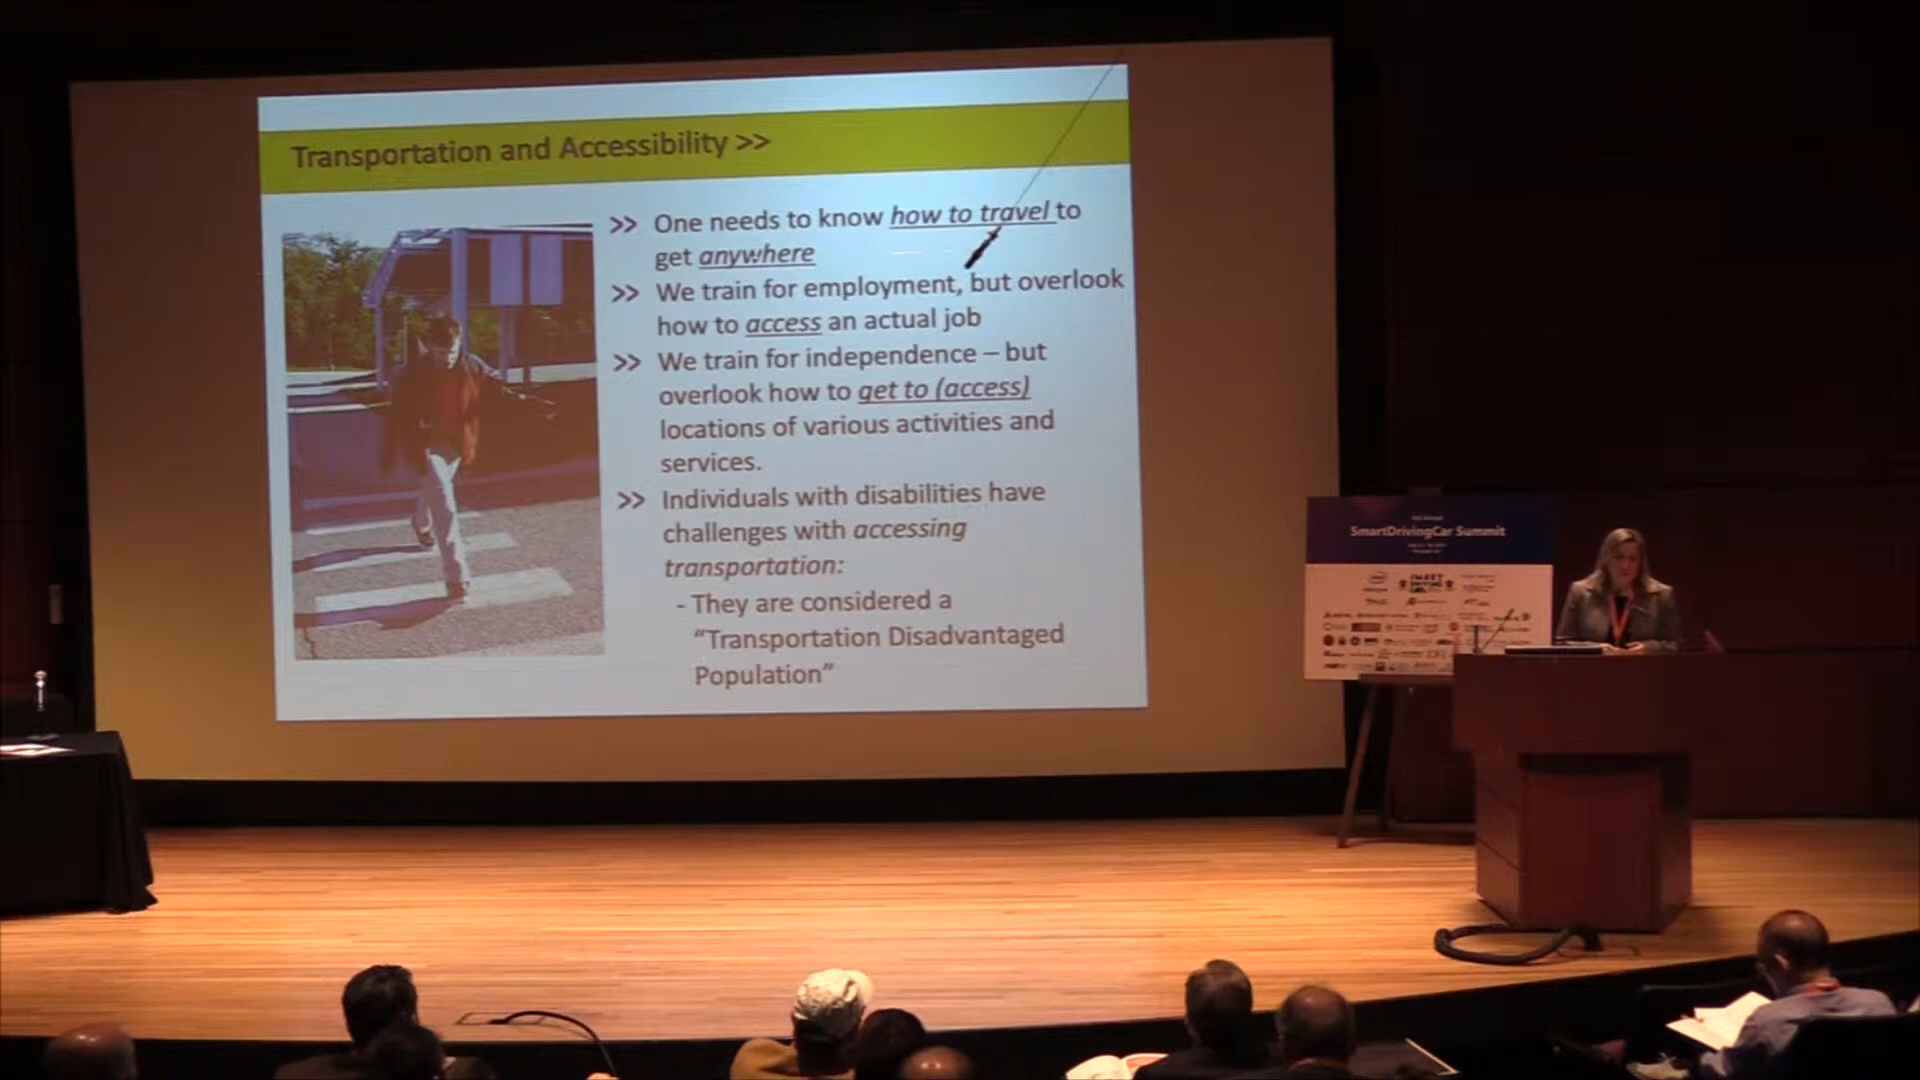 Transportation and Accessibility >>
>> One needs to know how to travel to
get anywhere
>> We train for employment, but overlook
how to access an actual job
>> We train for independence – but
overlook how to get to (access)
locations of various activities and
services.
>> Individuals with disabilities have
challenges with accessing
transportation:
- They are considered a
“Transportation Disadvantaged
Population”
SmartDrivingCar Summit